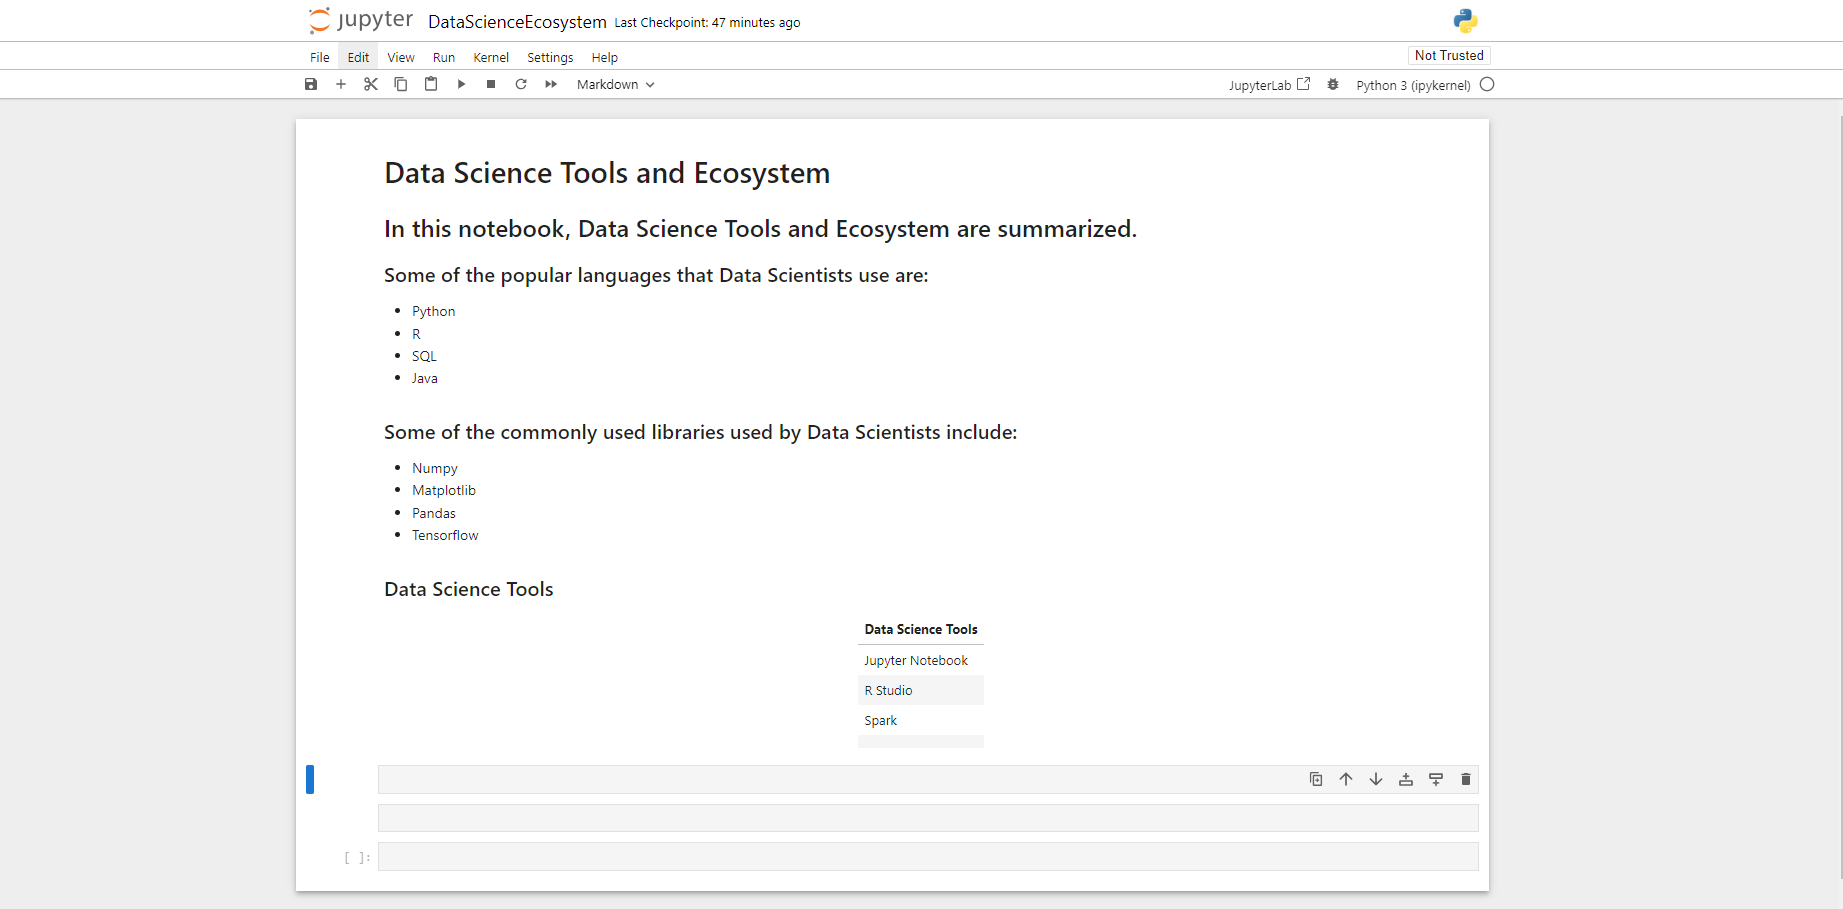 jupyter DataScienceEcosystem Last Checkpoint: 47 minutes ago
File Edit View Run Kernel Settings Help Not Trusted
Markdown JupyterLab Python 3 (ipykernel)
Data Science Tools and Ecosystem
In this notebook, Data Science Tools and Ecosystem are summarized.
Some of the popular languages that Data Scientists use are:
• Python
• R
• SQL
• Java
Some of the commonly used libraries used by Data Scientists include:
• Numpy
• Matplotlib
• Pandas
• Tensorflow
Data Science Tools
Data Science Tools
Jupyter Notebook
R Studio
Spark
[ ]: